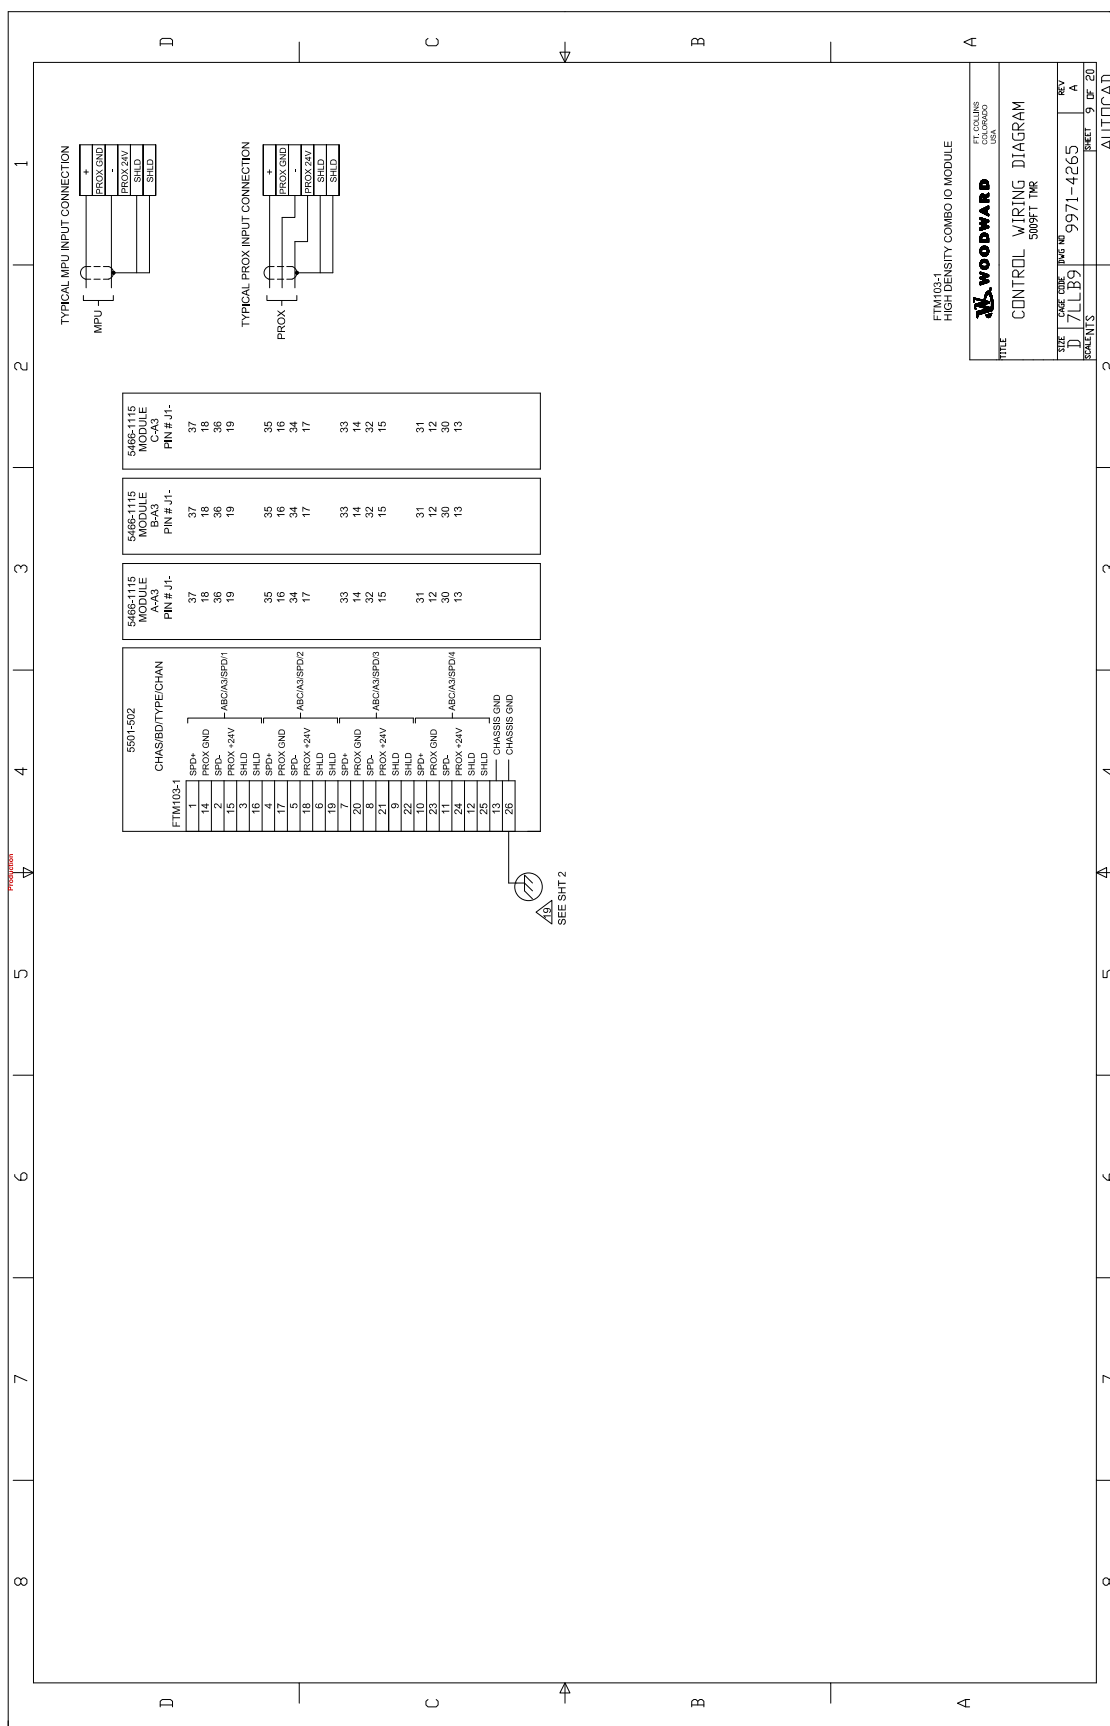 Production
8
7
6
5
4
3
2
1
D
C
B
A
TYPICAL MPU INPUT CONNECTION
MPU
+
PROX GND
-
PROX 24V
SHLD
SHLD
TYPICAL PROX INPUT CONNECTION
PROX
+
PROX GND
-
PROX 24V
SHLD
SHLD
5501-502
CHAS/BD/TYPE/CHAN
FTM103-1
1 SPD+
14 PROX GND
2 SPD-
15 PROX +24V
3 SHLD
16 SHLD
ABC/A3/SPD/1
4 SPD+
17 PROX GND
5 SPD-
18 PROX +24V
6 SHLD
19 SHLD
ABC/A3/SPD/2
7 SPD+
20 PROX GND
8 SPD-
21 PROX +24V
9 SHLD
22 SHLD
ABC/A3/SPD/3
10 SPD+
23 PROX GND
11 SPD-
24 PROX +24V
12 SHLD
25 SHLD
ABC/A3/SPD/4
13 CHASSIS GND
26 CHASSIS GND
19
SEE SHT 2
5466-1115
MODULE
A-A3
PIN # J1-
37
18
36
19
35
16
34
17
33
14
32
15
31
12
30
13
5466-1115
MODULE
B-A3
PIN # J1-
37
18
36
19
35
16
34
17
33
14
32
15
31
12
30
13
5466-1115
MODULE
C-A3
PIN # J1-
37
18
36
19
35
16
34
17
33
14
32
15
31
12
30
13
FTM103-1
HIGH DENSITY COMBO IO MODULE
WOODWARD
FT. COLLINS
COLORADO
USA
TITLE
CONTROL WIRING DIAGRAM
5009FT TMR
SIZE
D
CAGE CODE
7LLB9
DWG NO
9971-4265
REV
A
SCALE NTS
SHEET 9 OF 20
D
C
B
A
8
7
6
5
4
3
2
AUTOCAD